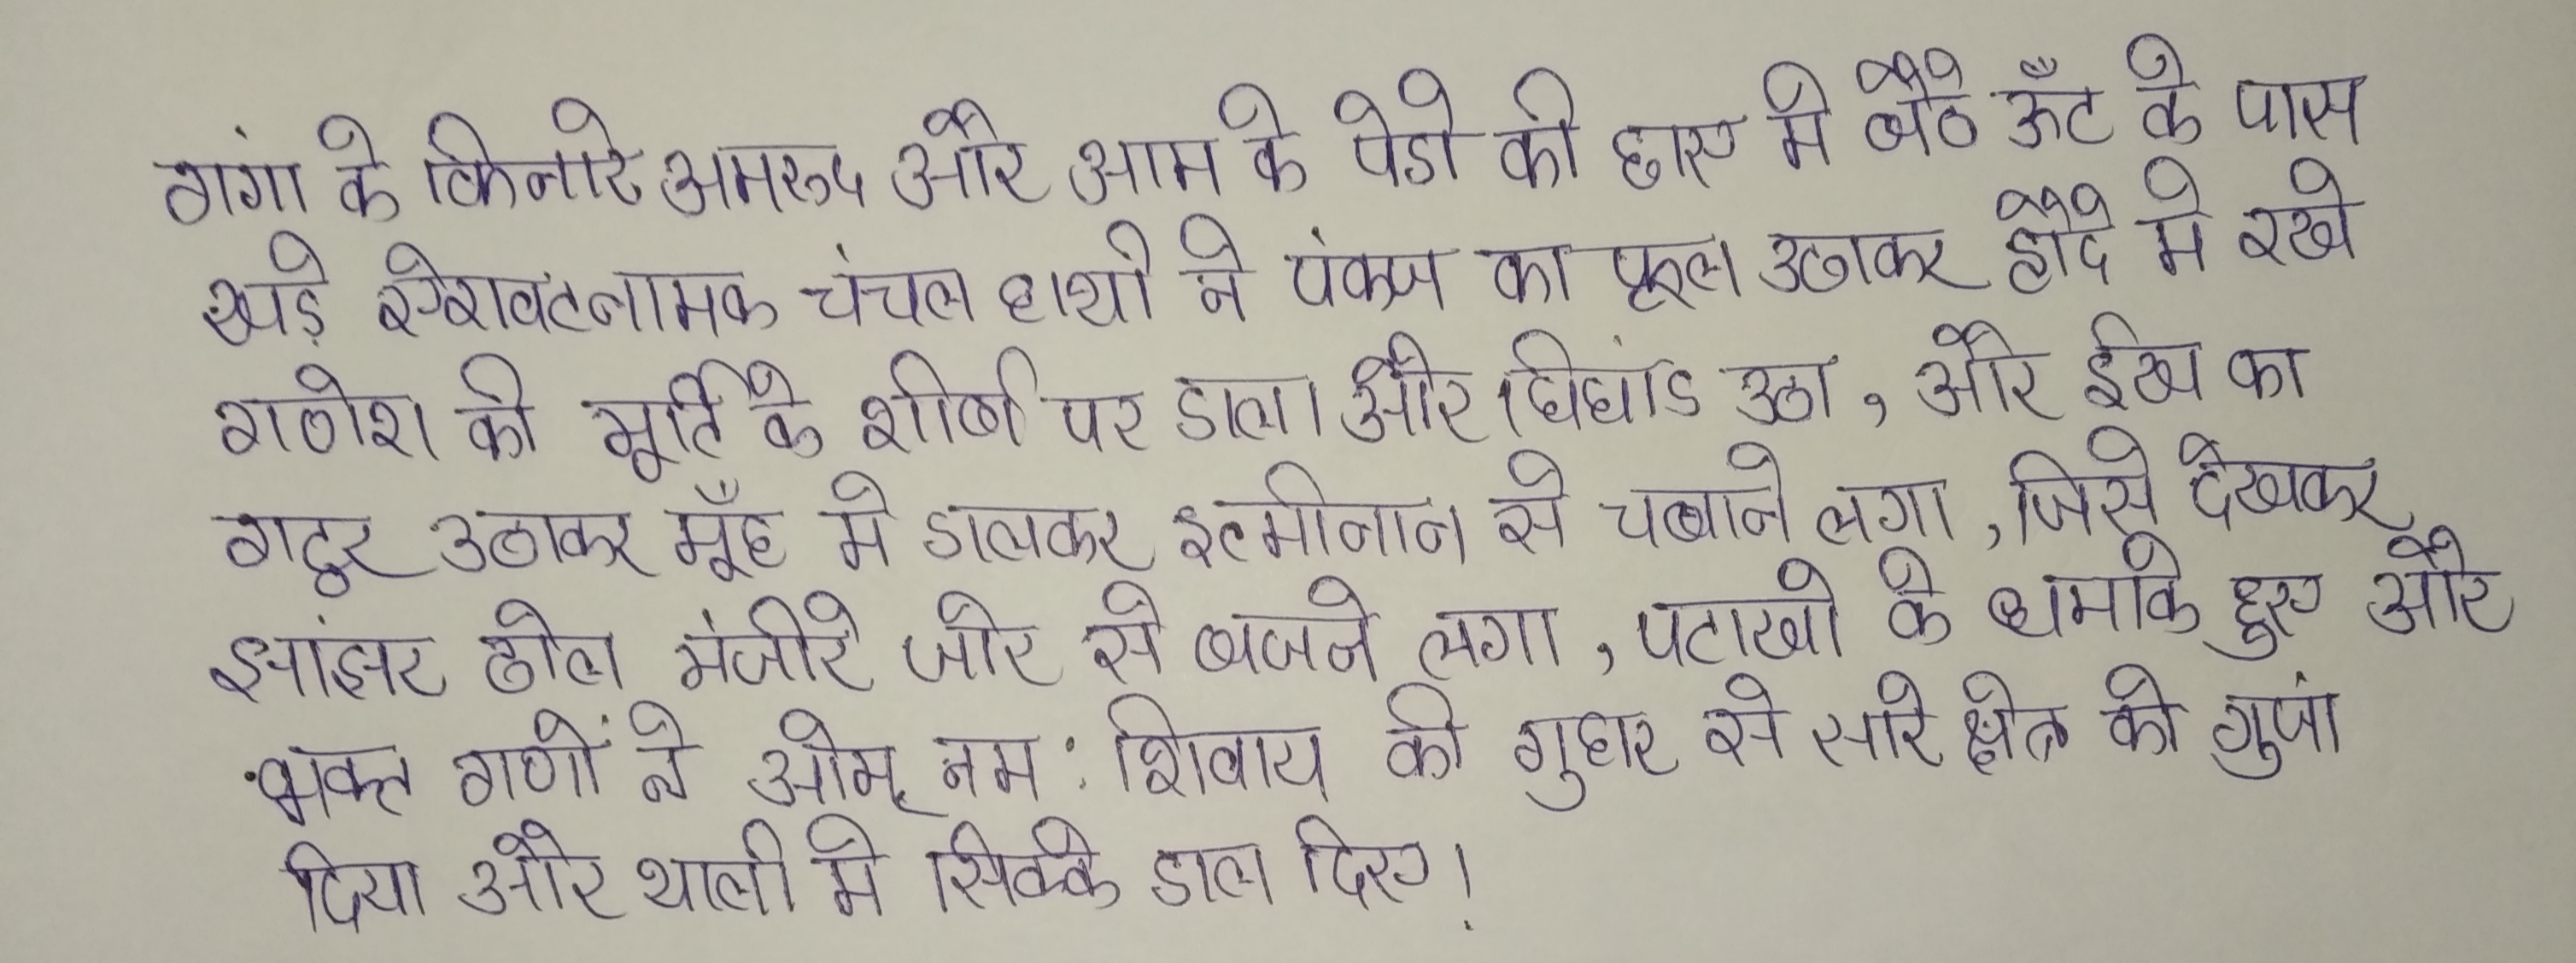 गंगा के किनारे अमरुद और आम के पेडो की छाए मे बैठे ऊँट के पास
खड़े ऐरावटनामक चंचल हाथी ने पंकज का फूल उठाकर हौदे मे रखे
गणेश की मूर्ति के शीर्ष पर डाला और घिघांड उठा, और ईख का
गट्ठर उठाकर मूँह मे डालकर इत्मीनान से चबाने लगा, जिसे देखकर
झांझर ढोल मंजीरे जोर से बजने लगा, पटाखो के धमाके हुए और
भक्त गणों ने ओम् नम: शिवाय की गुहार से सारे क्षेत्र को गुजां
दिया और थाली मे सिक्के डाल दिए!